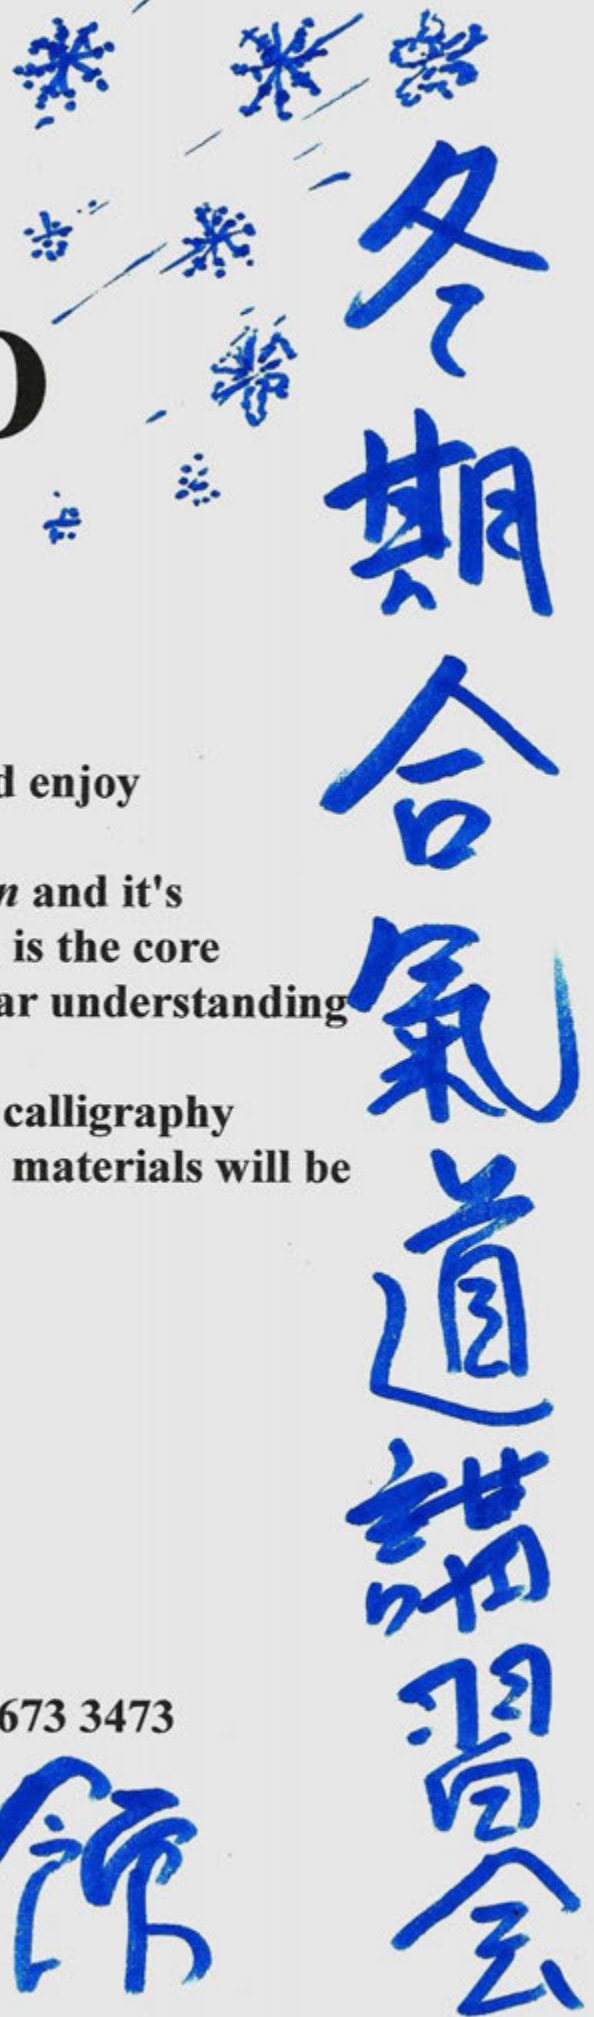 冬期合氣道講習会
d enjoy
n and it's
is the core
ar understanding
calligraphy
materials will be
673 3473